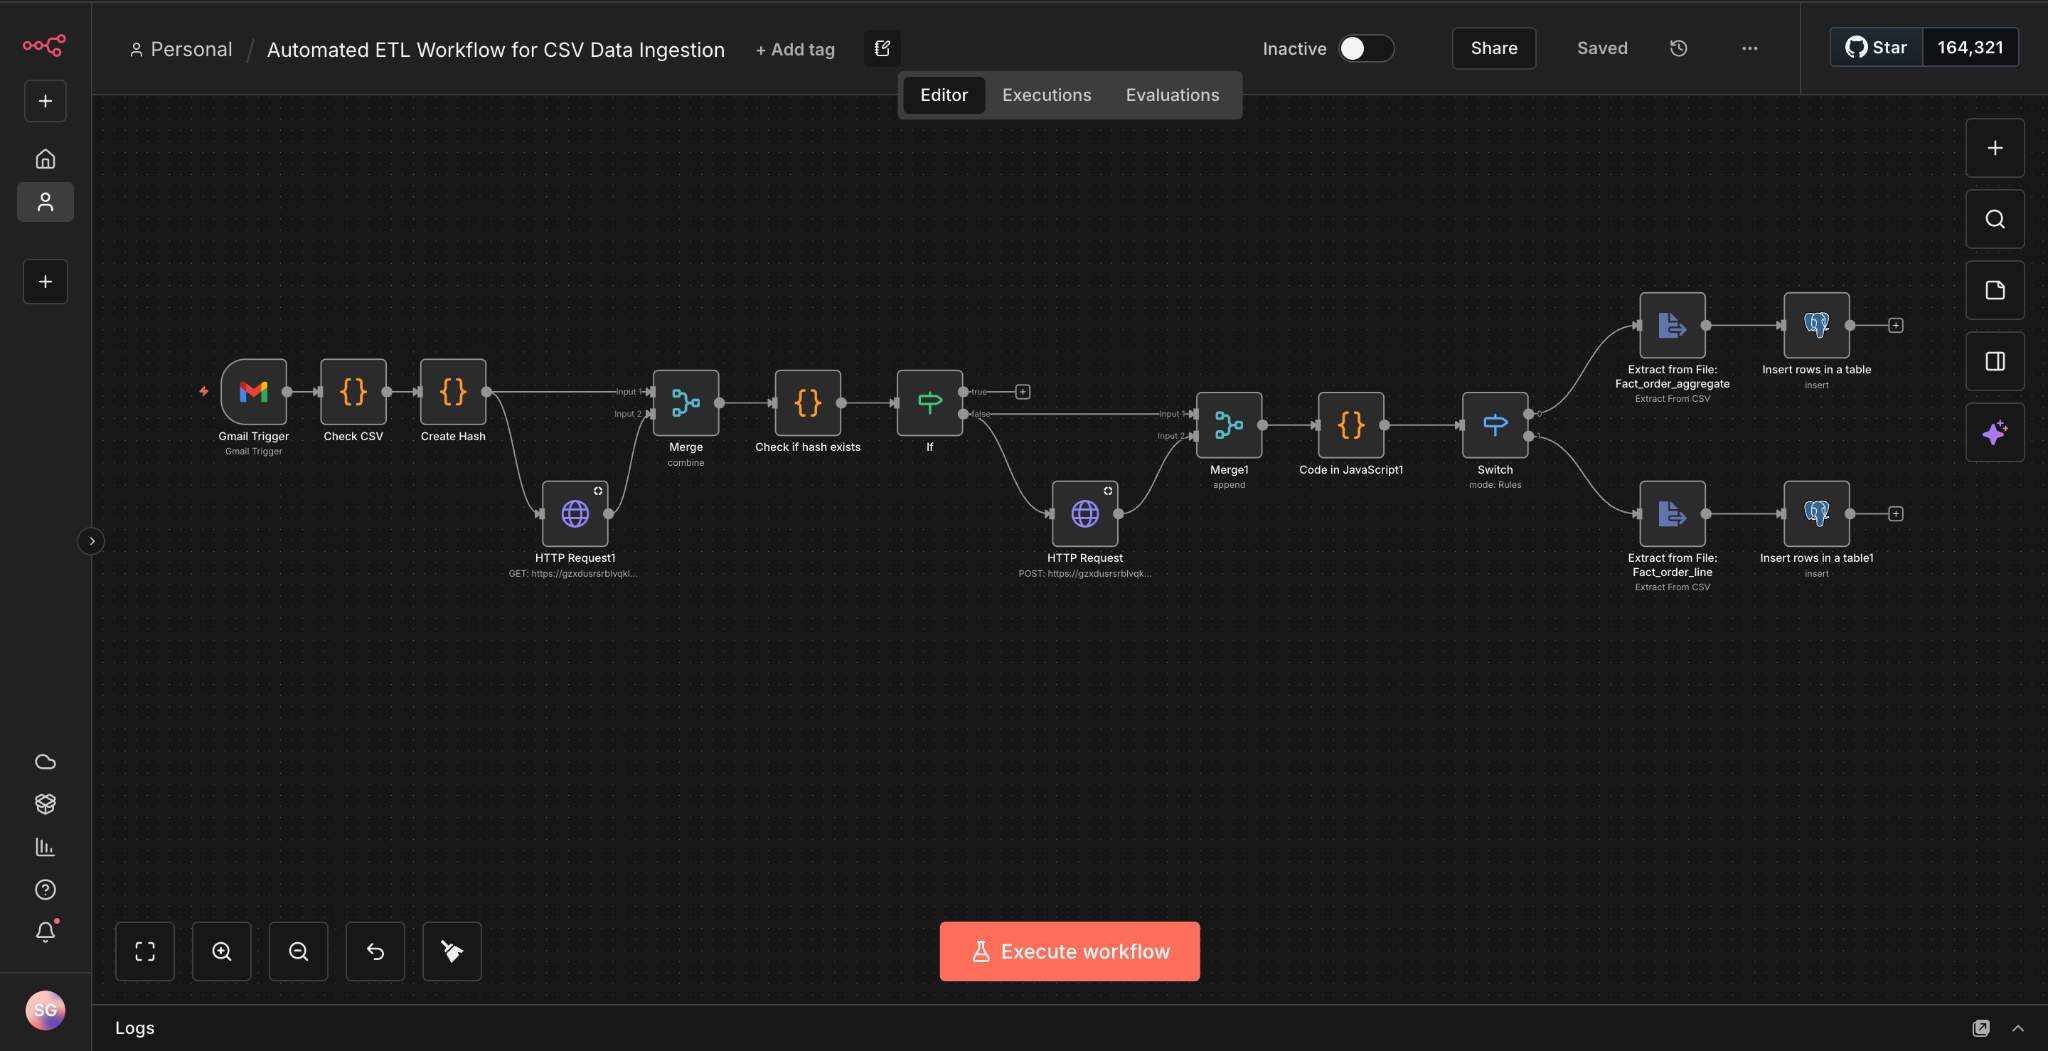 Personal / Automated ETL Workflow for CSV Data Ingestion + Add tag
Inactive
Share
Saved
Star 164,321
Editor Executions Evaluations
Gmail Trigger
Gmail Trigger
Check CSV
Create Hash
HTTP Request1
GET: https://gzxdusrsrblvqkl...
Input 1
Input 2
Merge
combine
Check if hash exists
true
false
If
HTTP Request
POST: https://gzxdusrsrblvqk...
Input 1
Input 2
Merge1
append
Code in JavaScript1
0
1
Switch
mode: Rules
Extract from File:
Fact_order_aggregate
Extract From CSV
Insert rows in a table
insert
Extract from File:
Fact_order_line
Extract From CSV
Insert rows in a table1
insert
Execute workflow
SG
Logs